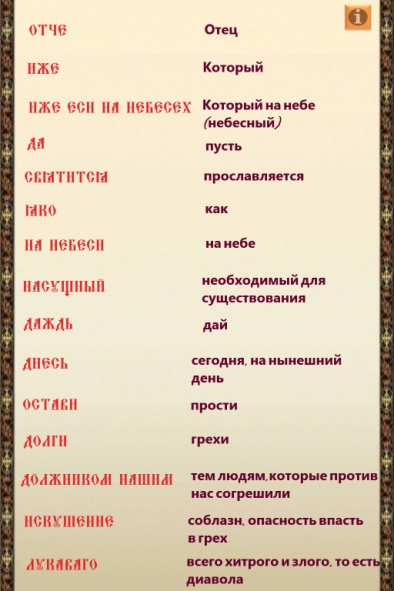 ОТЧЕ Отец
ИЖЕ Который
ИЖЕ ЕСИ НА НЕБЕСЕХ Который на небе
(небесный)
ДА пусть
СВѦТИТСѦ прославляется
ꙖКО как
НА НЕБЕСИ на небе
НАСУЩНЫЙ необходимый для
существования
ДАЖДЬ дай
ДНЕСЬ сегодня, на нынешний
день
ОСТАВИ прости
ДОЛГИ грехи
ДОЛЖНИКОМ НАШИМ тем людям,которые против
нас согрешили
ИСКУШЕНИЕ соблазн, опасность впасть
в грех
ЛУКАВАГО всего хитрого и злого, то есть
диавола